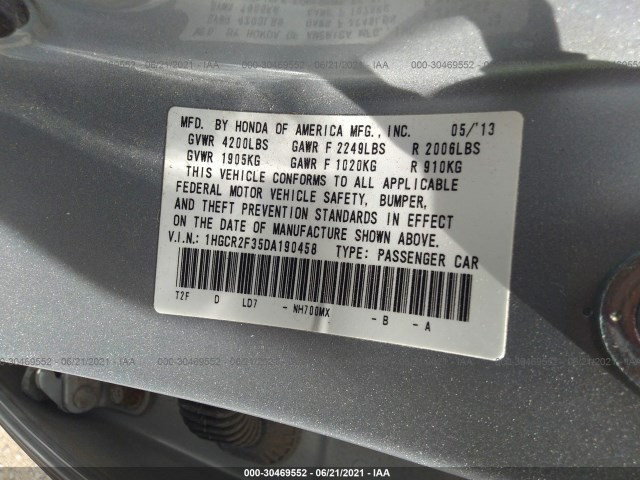 000-30469552 - 06/21/2021 - IAA
MFD. BY HONDA OF AMERICA MFG., INC. 05/'13
GVWR 4200LBS GAWR F 2249LBS R 2006LBS
GVWR 1905KG GAWR F 1020KG R 910KG
THIS VEHICLE CONFORMS TO ALL APPLICABLE
FEDERAL MOTOR VEHICLE SAFETY, BUMPER,
AND THEFT PREVENTION STANDARDS IN EFFECT
ON THE DATE OF MANUFACTURE SHOWN ABOVE.
V.I.N.: 1HGCR2F35DA190458 TYPE: PASSENGER CAR
T2F D LD7 - NH700MX - B - A
000-30469552 - 06/21/2021 - IAA
000-30469552 - 06/21/2021 - IAA